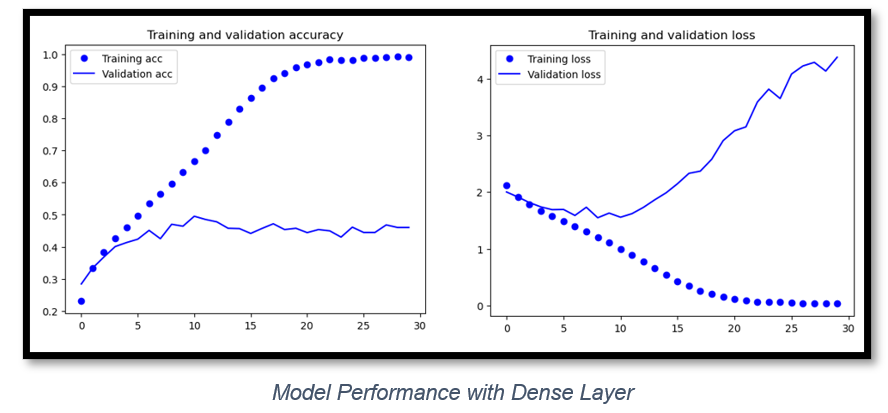 Training and validation accuracy
Training acc
Validation acc
1.0
0.9
0.8
0.7
0.6
0.5
0.4
0.3
0.2
0 5 10 15 20 25 30
Training and validation loss
Training loss
Validation loss
4
3
2
1
0
0 5 10 15 20 25 30
Model Performance with Dense Layer